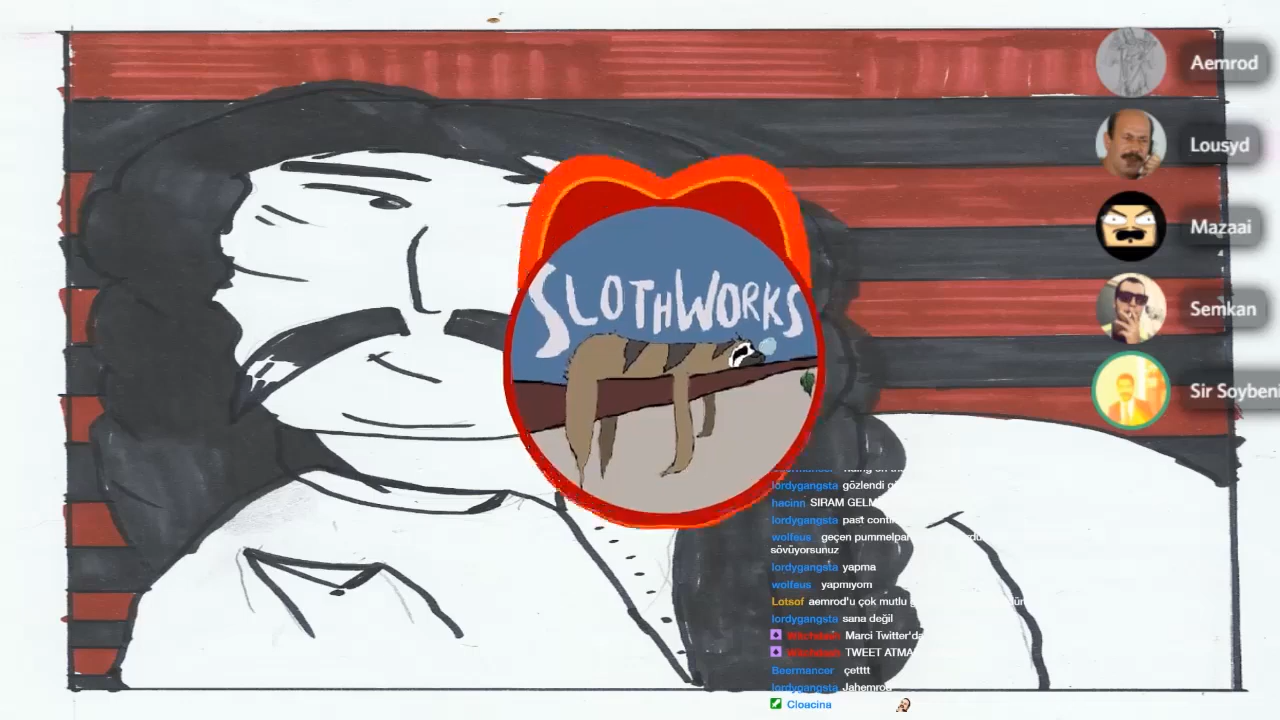 Aemrod
Lousyd
Mazaai
Semkan
Sir Soybeni
SLOTHWORKS
lordygangsta gözlendi
hacinn SIRAM GELM
lordygangsta past contin
wolfeus geçen pummelpar
sövüyorsunuz
lordygangsta yapma
wolfeus yapmıyom
Lotsof aemrod'u çok mutlu
lordygangsta sana değil
Marci Twitter'da
TWEET ATMA
Beermancer çetttt
lordygangsta Jahemrod
Cloacina